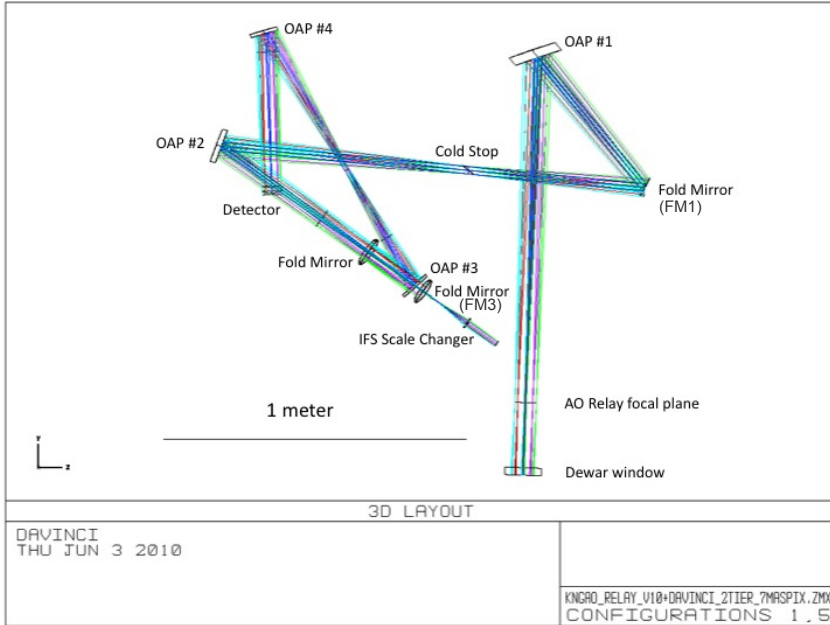 OAP #4
OAP #1
OAP #2
Cold Stop
Fold Mirror
(FM1)
Detector
Fold Mirror
OAP #3
Fold Mirror
(FM3)
IFS Scale Changer
1 meter
AO Relay focal plane
Dewar window
Y
Z
3D LAYOUT
DAVINCI
THU JUN 3 2010
KNGAO_RELAY_V10+DAVINCI_2TIER_7MASPIX.ZMX
CONFIGURATIONS 1,5